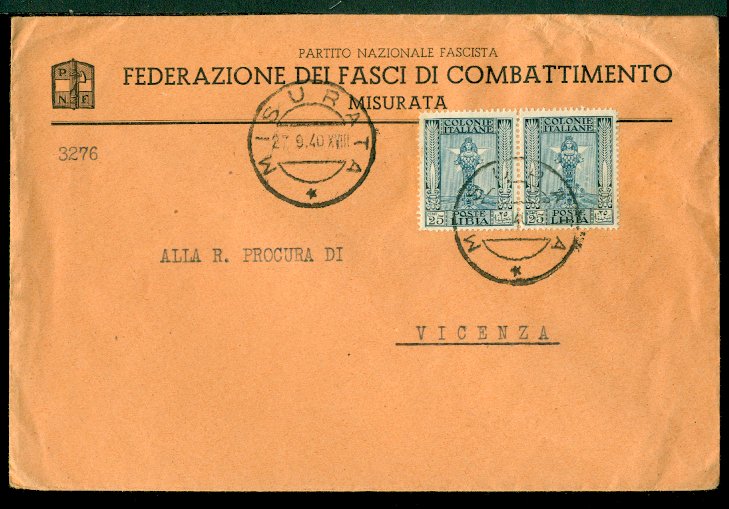 PARTITO NAZIONALE FASCISTA
P N F
FEDERAZIONE DEI FASCI DI COMBATTIMENTO
MISURATA
3276
MISURATA
27.9.40 XVIII
COLONIE ITALIANE
25 POSTE LIBIA
COLONIE ITALIANE
25 POSTE LIBIA
MISURATA
ALLA R. PROCURA DI
VICENZA